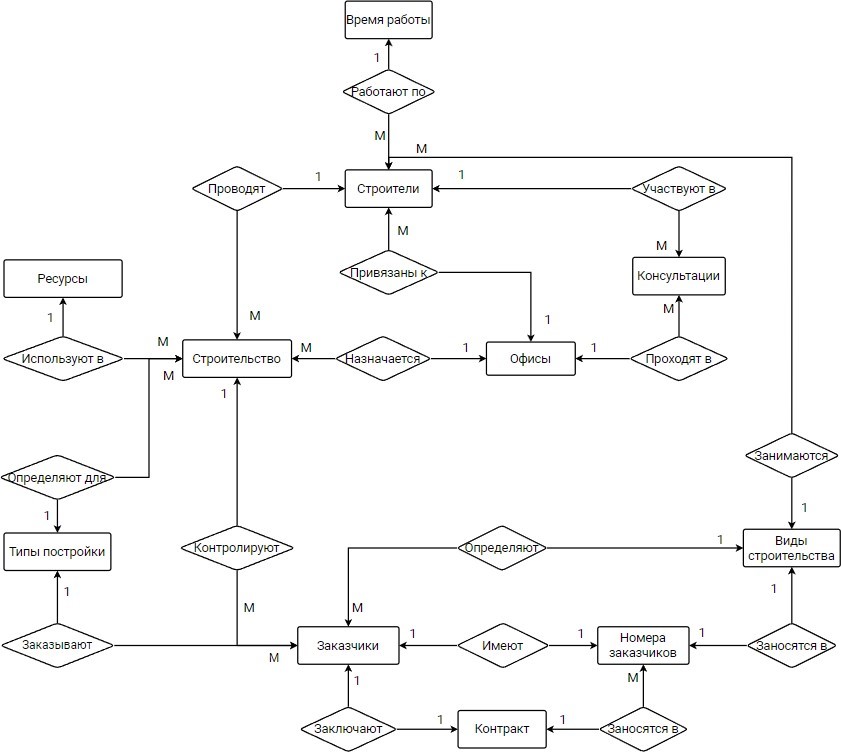 Время работы
1
Работают по
М
М
Проводят
1
Строители
1
Участвуют в
М
М
Консультации
Привязаны к
Ресурсы
1
М
1
М
Используют в
М
М
Строительство
М
Назначается
1
Офисы
1
Проходят в
1
Занимаются
Определяют для
1
1
Типы постройки
Контролируют
Определяют
1
Виды
строительства
1
М
М
1
Заказывают
М
Заказчики
1
Имеют
1
Номера
заказчиков
1
Заносятся в
1
М
Заключают
1
Контракт
1
Заносятся в